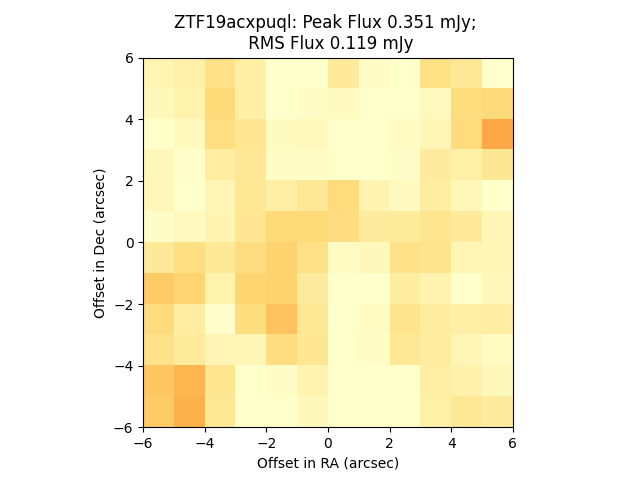 ZTF19acxpuql: Peak Flux 0.351 mJy;
RMS Flux 0.119 mJy
6
4
2
0
−2
−4
−6
Offset in Dec (arcsec)
−6 −4 −2 0 2 4 6
Offset in RA (arcsec)